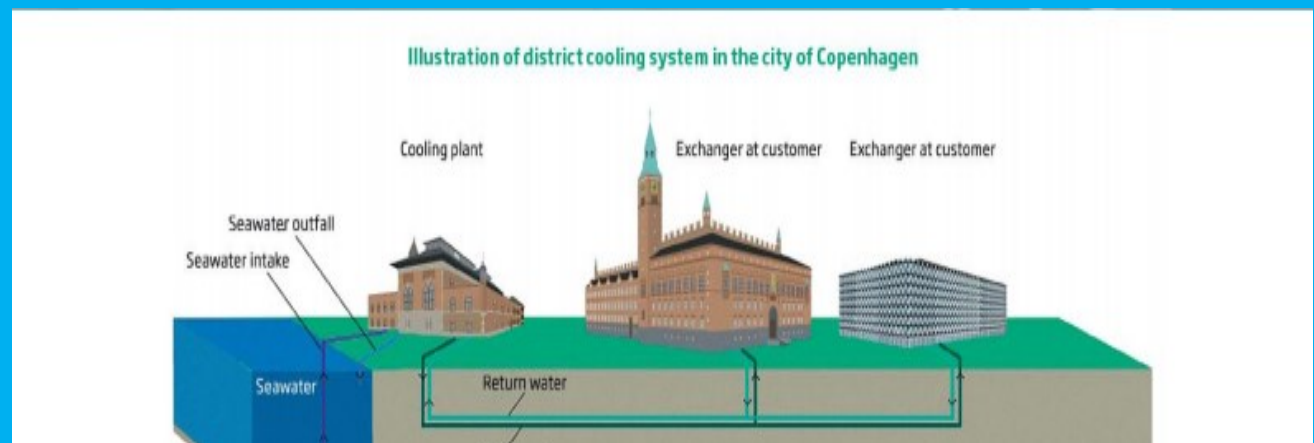 Illustration of district cooling system in the city of Copenhagen
Cooling plant
Exchanger at customer
Exchanger at customer
Seawater outfall
Seawater intake
Seawater
Return water